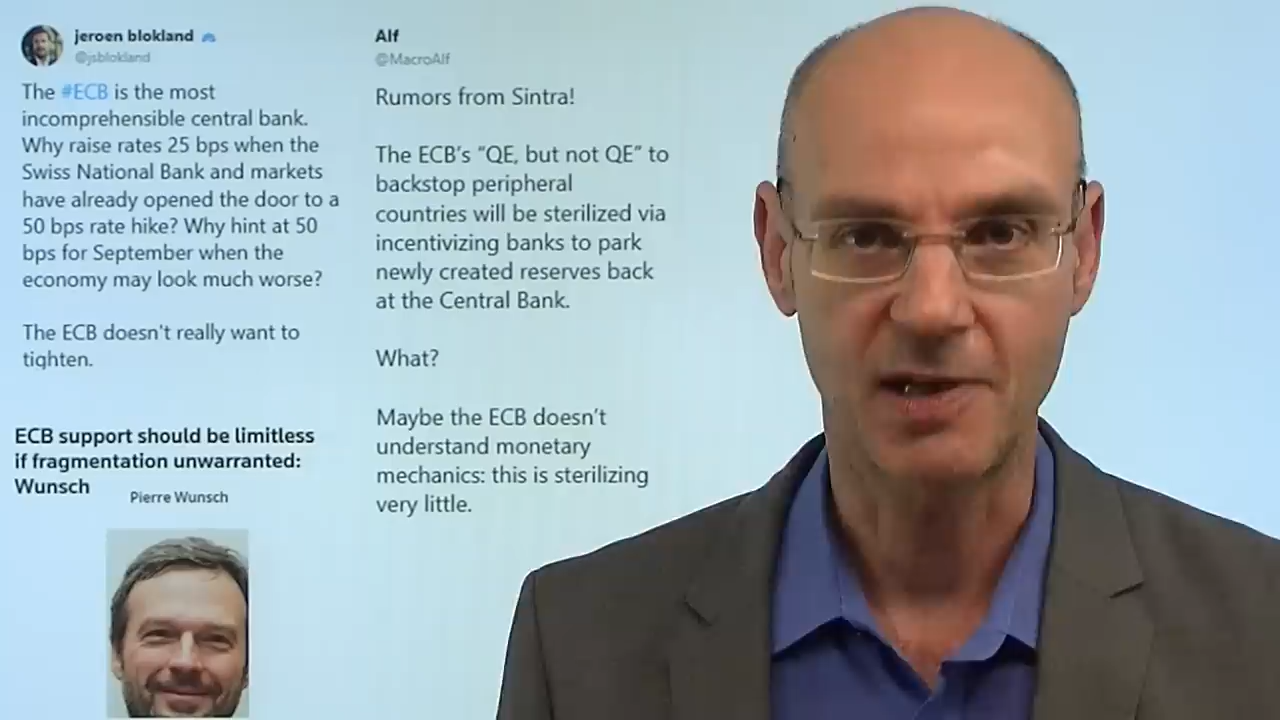 jeroen blokland
@jsblokland
The #ECB is the most
incomprehensible central bank.
Why raise rates 25 bps when the
Swiss National Bank and markets
have already opened the door to a
50 bps rate hike? Why hint at 50
bps for September when the
economy may look much worse?
The ECB doesn't really want to
tighten.
ECB support should be limitless
if fragmentation unwarranted:
Wunsch
Pierre Wunsch
Alf
@MacroAlf
Rumors from Sintra!
The ECB's “QE, but not QE” to
backstop peripheral
countries will be sterilized via
incentivizing banks to park
newly created reserves back
at the Central Bank.
What?
Maybe the ECB doesn't
understand monetary
mechanics: this is sterilizing
very little.